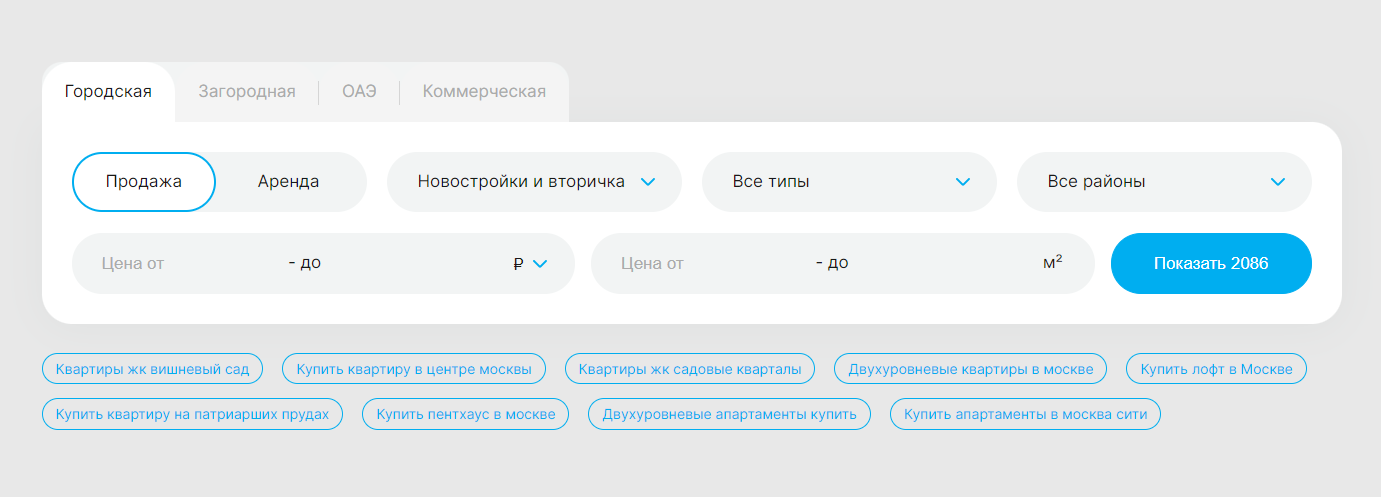 Городская Загородная ОАЭ Коммерческая
Продажа Аренда Новостройки и вторичка Все типы Все районы
Цена от - до ₽ Цена от - до м² Показать 2086
Квартиры жк вишневый сад Купить квартиру в центре москвы Квартиры жк садовые кварталы Двухуровневые квартиры в москве Купить лофт в Москве
Купить квартиру на патриарших прудах Купить пентхаус в москве Двухуровневые апартаменты купить Купить апартаменты в москва сити